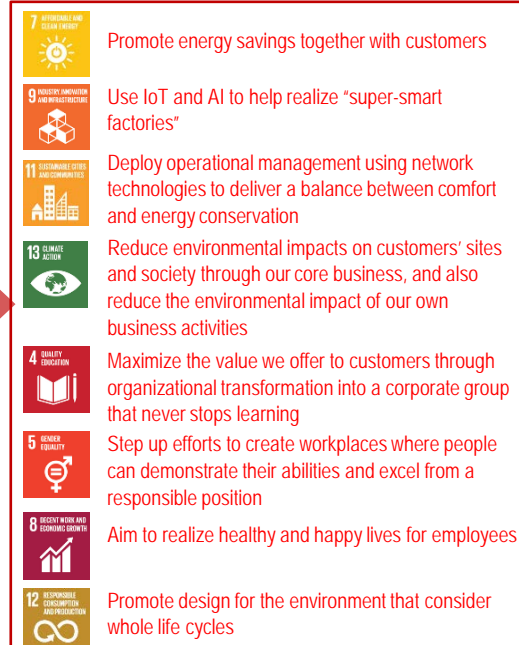 7 AFFORDABLE AND
CLEAN ENERGY
Promote energy savings together with customers
9 INDUSTRY, INNOVATION
AND INFRASTRUCTURE
Use IoT and AI to help realize “super-smart
factories”
11 SUSTAINABLE CITIES
AND COMMUNITIES
Deploy operational management using network
technologies to deliver a balance between comfort
and energy conservation
13 CLIMATE
ACTION
Reduce environmental impacts on customers’ sites
and society through our core business, and also
reduce the environmental impact of our own
business activities
4 QUALITY
EDUCATION
Maximize the value we offer to customers through
organizational transformation into a corporate group
that never stops learning
5 GENDER
EQUALITY
Step up efforts to create workplaces where people
can demonstrate their abilities and excel from a
responsible position
8 DECENT WORK AND
ECONOMIC GROWTH
Aim to realize healthy and happy lives for employees
12 RESPONSIBLE
CONSUMPTION
AND PRODUCTION
Promote design for the environment that consider
whole life cycles